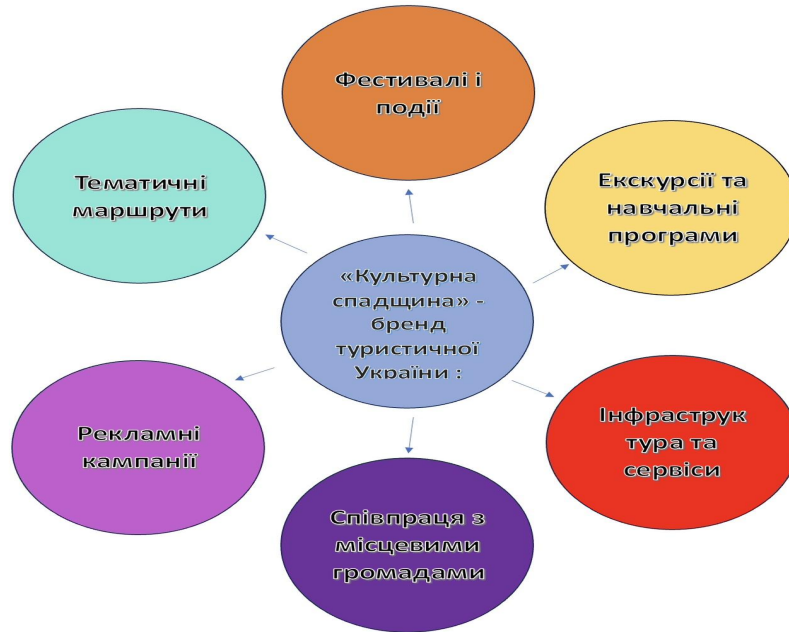 Фестивалі і
події
Тематичні
маршрути
Екскурсії та
навчальні
програми
«Культурна
спадщина» -
бренд
туристичної
України :
Рекламні
кампанії
Інфраструк
тура та
сервіси
Співпраця з
місцевими
громадами